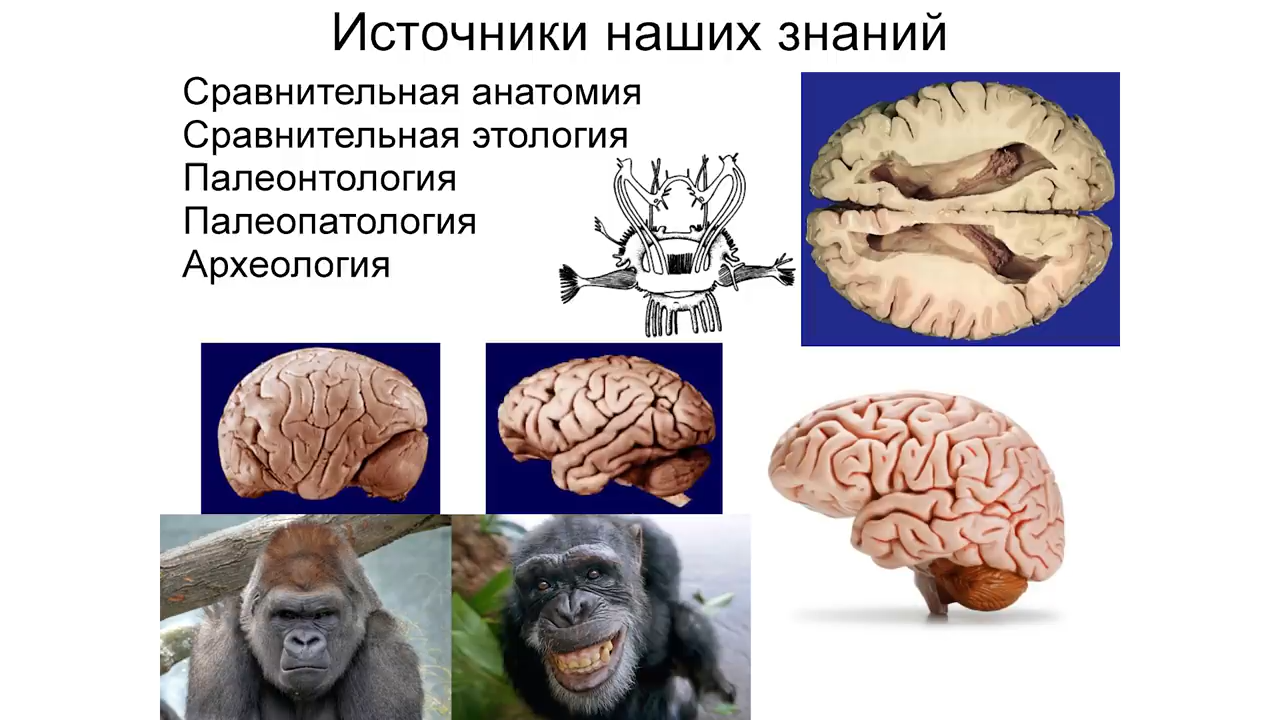 Источники наших знаний
Сравнительная анатомия
Сравнительная этология
Палеонтология
Палеопатология
Археология